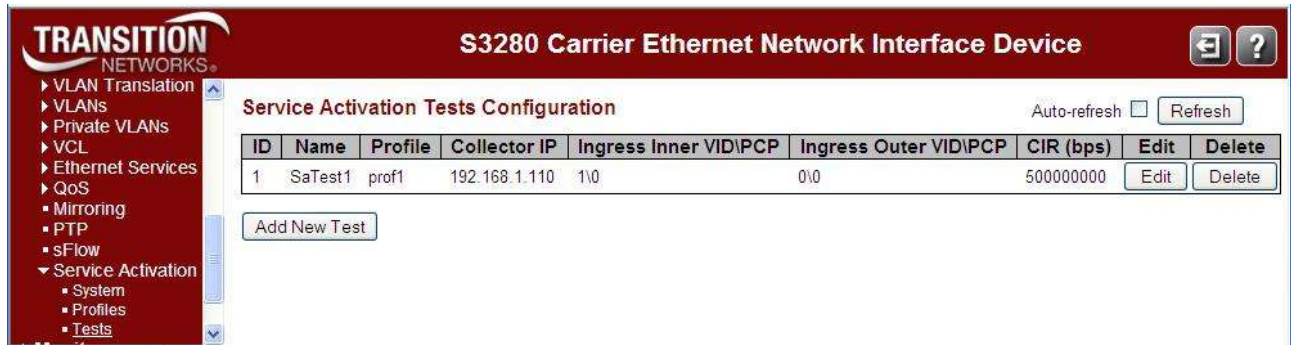 TRANSITION
NETWORKS®
S3280 Carrier Ethernet Network Interface Device
?
VLAN Translation
VLANs
Private VLANs
VCL
Ethernet Services
QoS
Mirroring
PTP
sFlow
Service Activation
System
Profiles
Tests
Service Activation Tests Configuration
Auto-refresh Refresh
ID Name Profile Collector IP Ingress Inner VID\PCP Ingress Outer VID\PCP CIR (bps) Edit Delete
1 SaTest1 prof1 192.168.1.110 1\0 0\0 500000000 Edit Delete
Add New Test